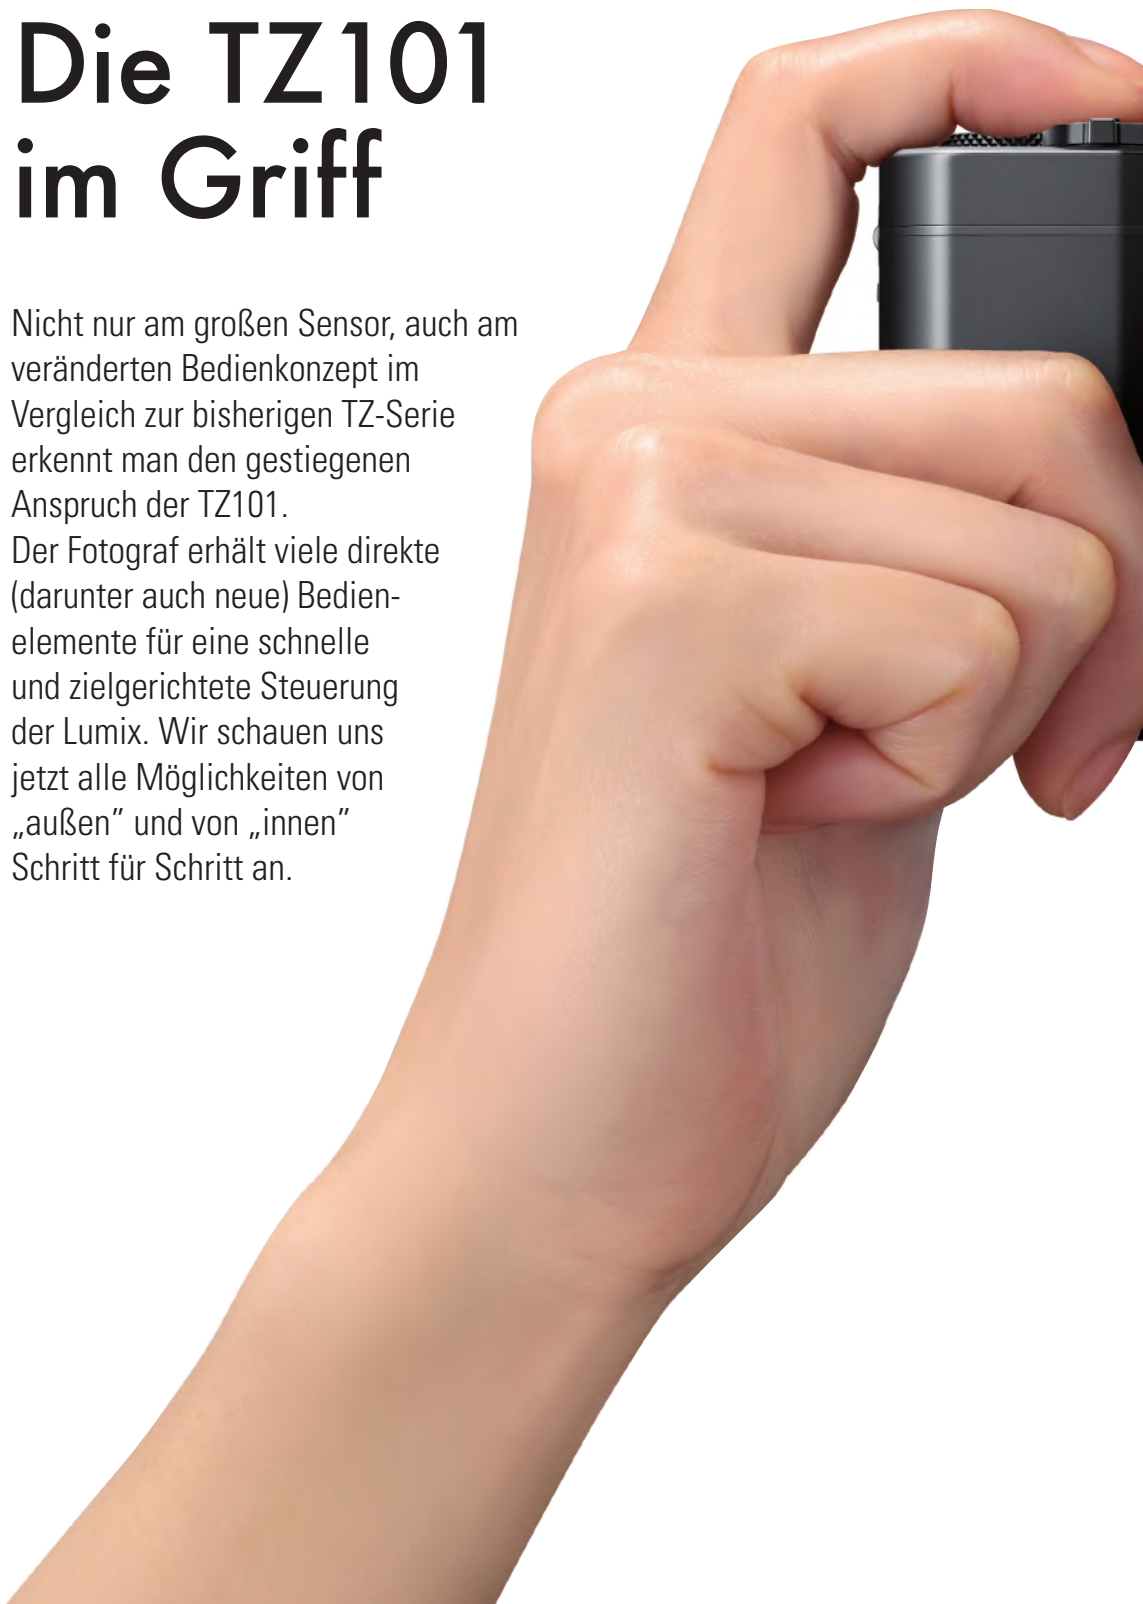 Die TZ101
im Griff
Nicht nur am großen Sensor, auch am
veränderten Bedienkonzept im
Vergleich zur bisherigen TZ-Serie
erkennt man den gestiegenen
Anspruch der TZ101.
Der Fotograf erhält viele direkte
(darunter auch neue) Bedien-
elemente für eine schnelle
und zielgerichtete Steuerung
der Lumix. Wir schauen uns
jetzt alle Möglichkeiten von
„außen” und von „innen”
Schritt für Schritt an.